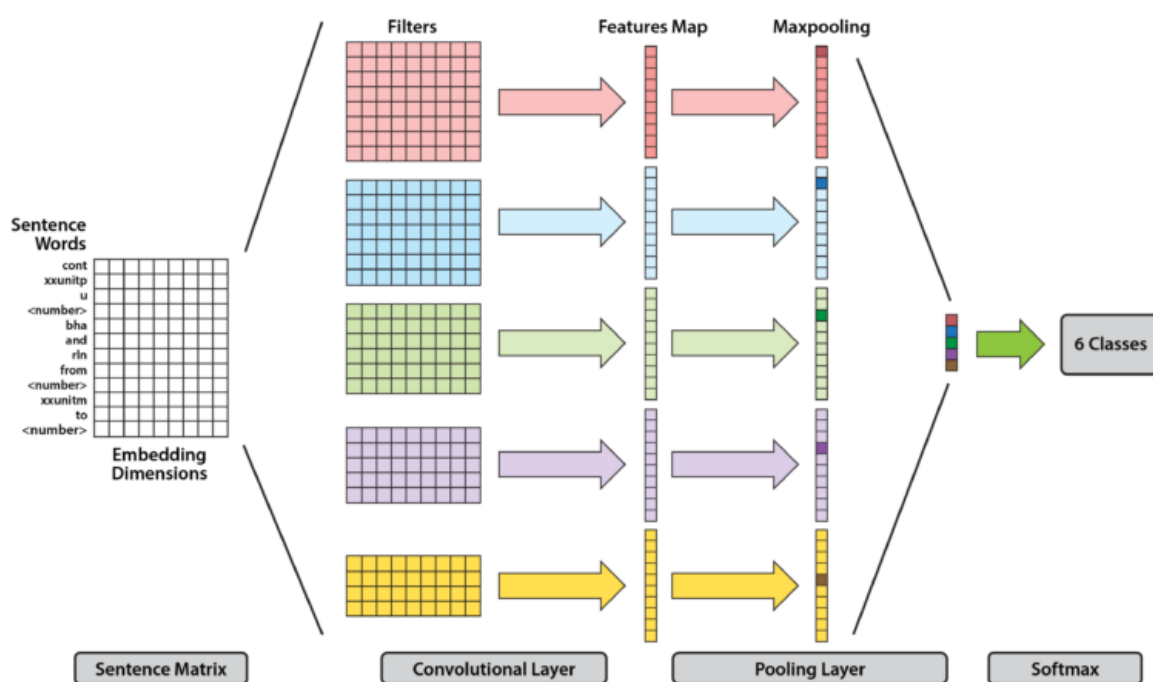 Filters
Features Map
Maxpooling
Sentence
Words
cont
xxunitp
u
<number>
bha
and
rln
from
<number>
xxunitm
to
<number>
Embedding
Dimensions
6 Classes
Sentence Matrix
Convolutional Layer
Pooling Layer
Softmax